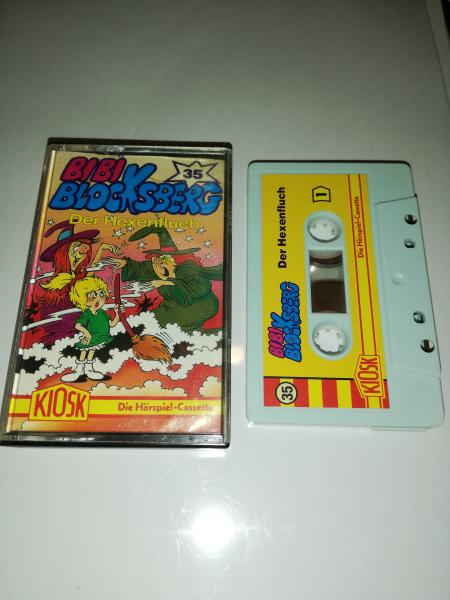 BIBI
BLOCKSBERG
35
Der Hexenfluch
KIOSK
Die Hörspiel-Cassette
BIBI
BLOCKSBERG
Der Hexenfluch
1
35
KIOSK
Die Hörspiel-Cassette